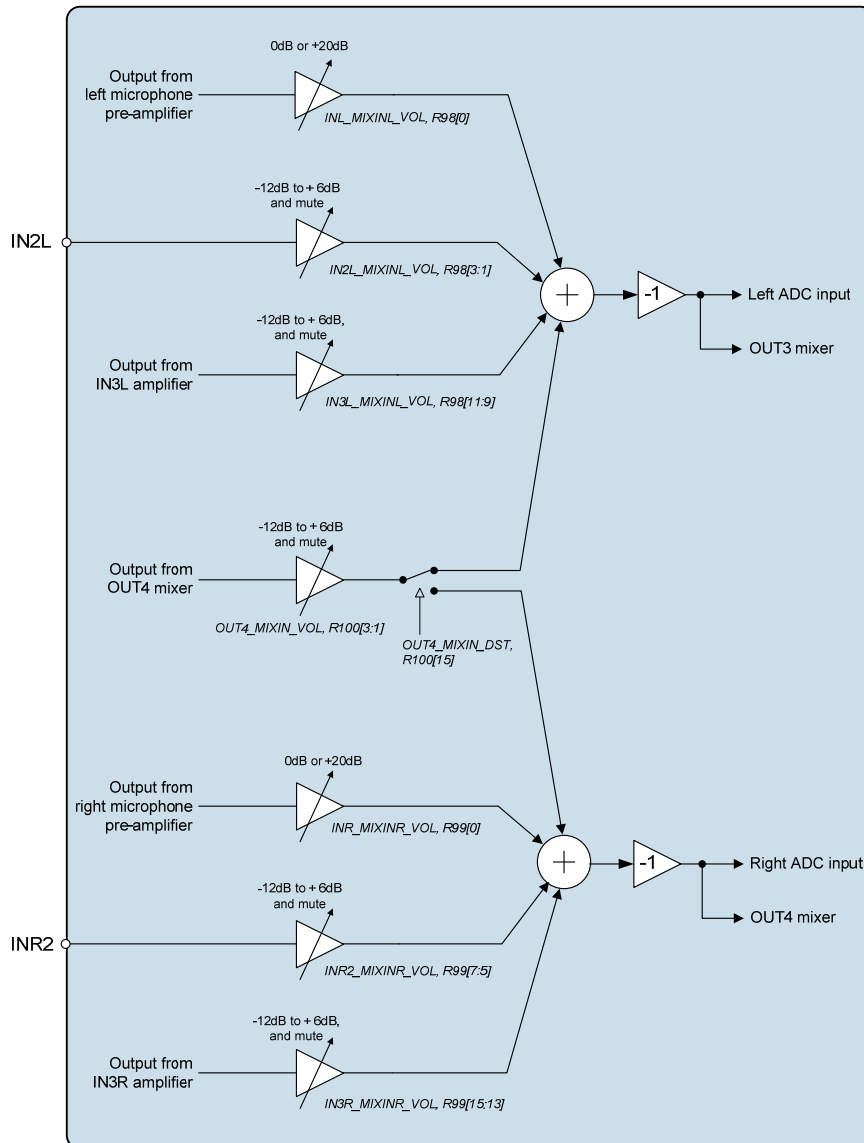 0dB or +20dB
Output from
left microphone
pre-amplifier
INL_MIXINL_VOL, R98[0]
-12dB to + 6dB
and mute
IN2L
IN2L_MIXINL_VOL, R98[3:1]
+
-1
Left ADC input
OUT3 mixer
-12dB to + 6dB,
and mute
Output from
IN3L amplifier
IN3L_MIXINL_VOL, R98[11:9]
-12dB to + 6dB
and mute
Output from
OUT4 mixer
OUT4_MIXIN_VOL, R100[3:1]
OUT4_MIXIN_DST,
R100[15]
0dB or +20dB
Output from
right microphone
pre-amplifier
INR_MIXINR_VOL, R99[0]
+
-1
Right ADC input
OUT4 mixer
-12dB to + 6dB
and mute
INR2
INR2_MIXINR_VOL, R99[7:5]
-12dB to + 6dB,
and mute
Output from
IN3R amplifier
IN3R_MIXINR_VOL, R99[15:13]